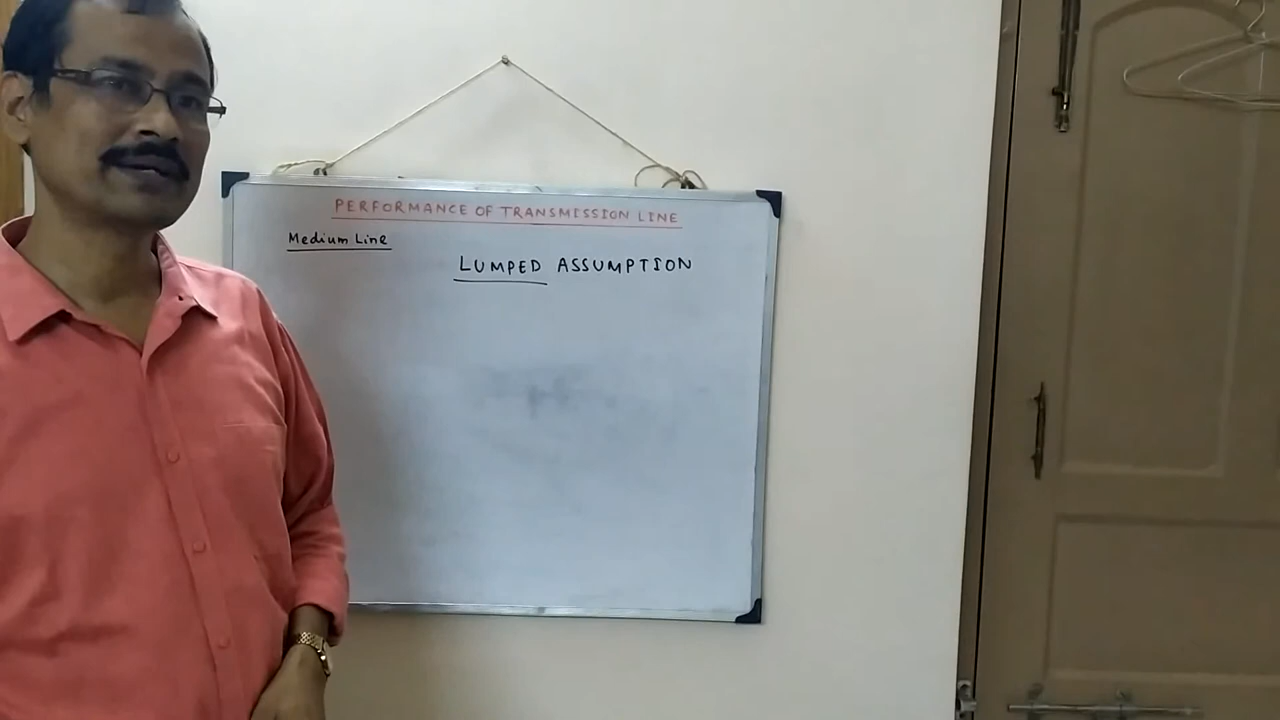 PERFORMANCE OF TRANSMISSION LINE
Medium Line
LUMPED ASSUMPTION